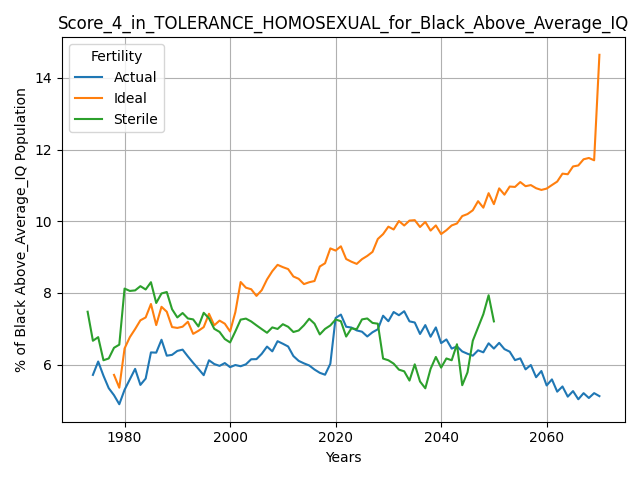 Score_4_in_TOLERANCE_HOMOSEXUAL_for_Black_Above_Average_IQ
Fertility
Actual
Ideal
Sterile
% of Black Above_Average_IQ Population
14
12
10
8
6
1980
2000
2020
2040
2060
Years